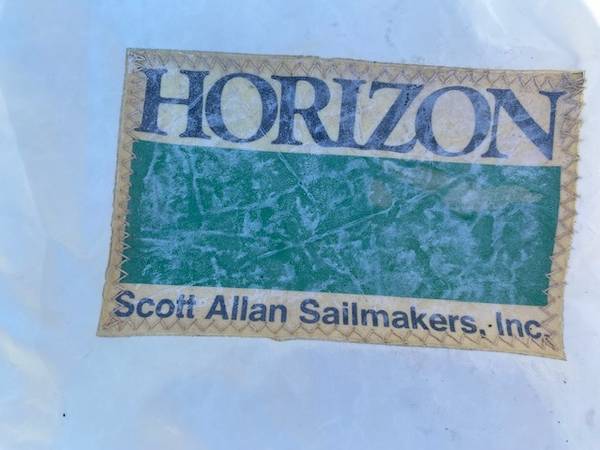 HORIZON
Scott Allan Sailmakers, Inc.